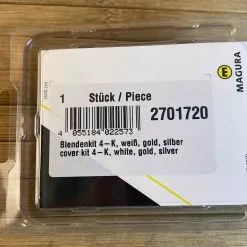 MAGURA
1 Stück / Piece
2701720
4 055184 022573
Blendenkit 4-K, weiß, gold, silber
cover kit 4-K, white, gold, silver